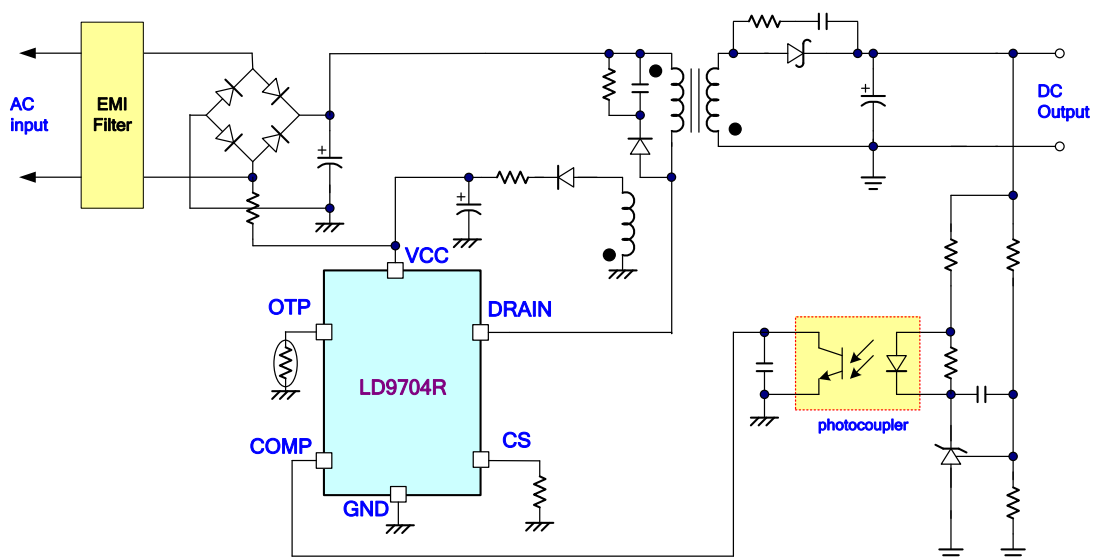 AC
input
EMI
Filter
+
+
+
DC
Output
VCC
OTP
DRAIN
LD9704R
COMP
CS
GND
photocoupler